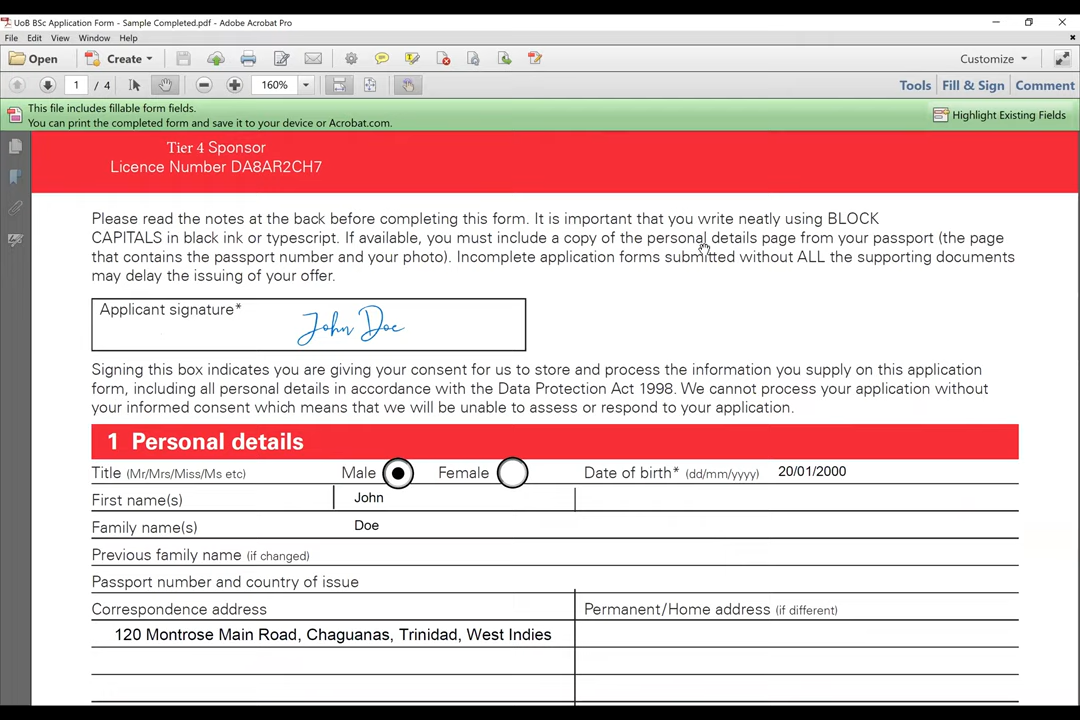 UoB BSc Application Form - Sample Completed.pdf - Adobe Acrobat Pro
File Edit View Window Help
Open Create Customize
1 / 4 160% Tools Fill & Sign Comment
This file includes fillable form fields.
You can print the completed form and save it to your device or Acrobat.com.
Highlight Existing Fields
Tier 4 Sponsor
Licence Number DA8AR2CH7
Please read the notes at the back before completing this form. It is important that you write neatly using BLOCK
CAPITALS in black ink or typescript. If available, you must include a copy of the personal details page from your passport (the page
that contains the passport number and your photo). Incomplete application forms submitted without ALL the supporting documents
may delay the issuing of your offer.
Applicant signature*
John Doe
Signing this box indicates you are giving your consent for us to store and process the information you supply on this application
form, including all personal details in accordance with the Data Protection Act 1998. We cannot process your application without
your informed consent which means that we will be unable to assess or respond to your application.
1 Personal details
Title (Mr/Mrs/Miss/Ms etc) Male Female Date of birth* (dd/mm/yyyy) 20/01/2000
First name(s) John
Family name(s) Doe
Previous family name (if changed)
Passport number and country of issue
Correspondence address Permanent/Home address (if different)
120 Montrose Main Road, Chaguanas, Trinidad, West Indies